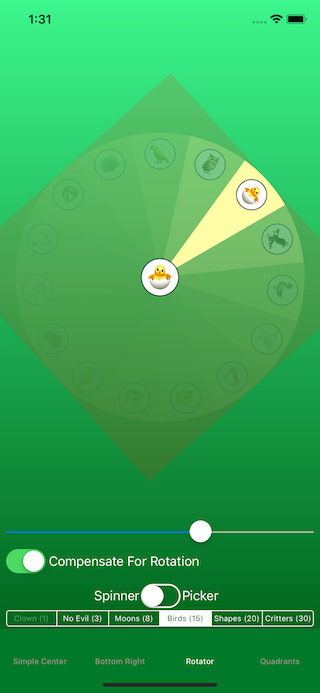 1:31
Compensate For Rotation
Spinner Picker
Clown (1) No Evil (3) Moons (8) Birds (15) Shapes (20) Critters (30)
Simple Center Bottom Right Rotator Quadrants